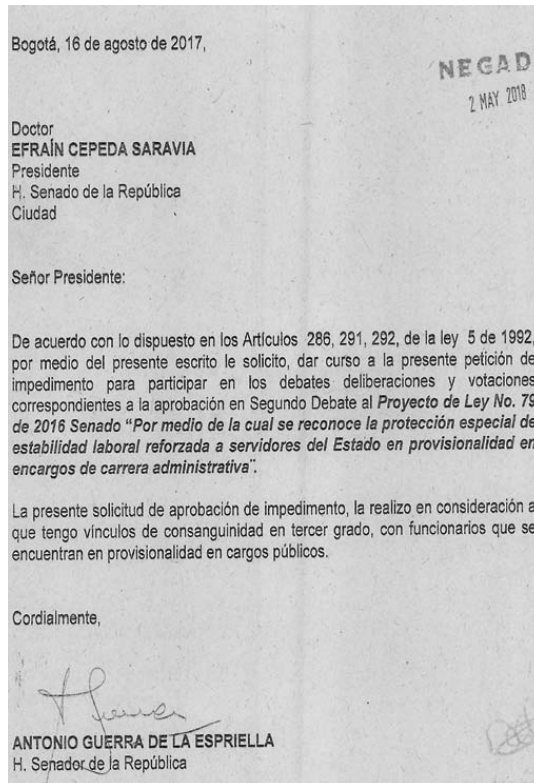 Bogotá, 16 de agosto de 2017,
NEGAD
2 MAY 2018
Doctor
EFRAÍN CEPEDA SARAVIA
Presidente
H. Senado de la República
Ciudad
Señor Presidente:
De acuerdo con lo dispuesto en los Artículos 286, 291, 292, de la ley 5 de 1992,
por medio del presente escrito le solicito, dar curso a la presente petición de
impedimento para participar en los debates deliberaciones y votaciones
correspondientes a la aprobación en Segundo Debate al Proyecto de Ley No. 79
de 2016 Senado “Por medio de la cual se reconoce la protección especial de
estabilidad laboral reforzada a servidores del Estado en provisionalidad en
encargos de carrera administrativa”.
La presente solicitud de aprobación de impedimento, la realizo en consideración a
que tengo vínculos de consanguinidad en tercer grado, con funcionarios que se
encuentran en provisionalidad en cargos públicos.
Cordialmente,
ANTONIO GUERRA DE LA ESPRIELLA
H. Senador de la República